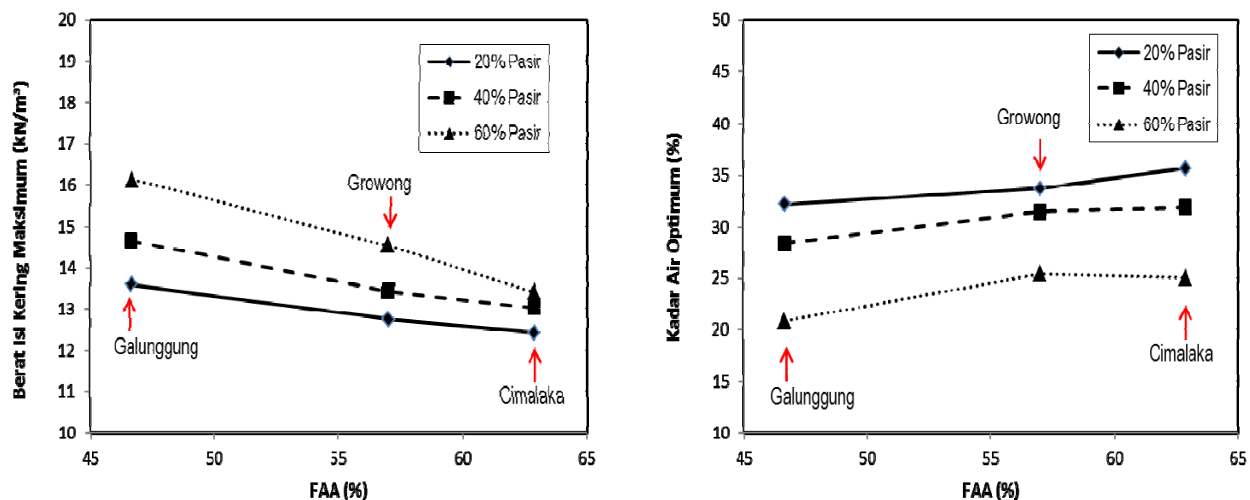 Berat Isi Kering Maksimum (kN/m³)
20
19
18
17
16
15
14
13
12
11
10
45
50
55
60
65
FAA (%)
20% Pasir
40% Pasir
60% Pasir
Growong
Galunggung
Cimalaka
Kadar Air Optimum (%)
50
45
40
35
30
25
20
15
10
45
50
55
60
65
FAA (%)
20% Pasir
40% Pasir
60% Pasir
Growong
Galunggung
Cimalaka